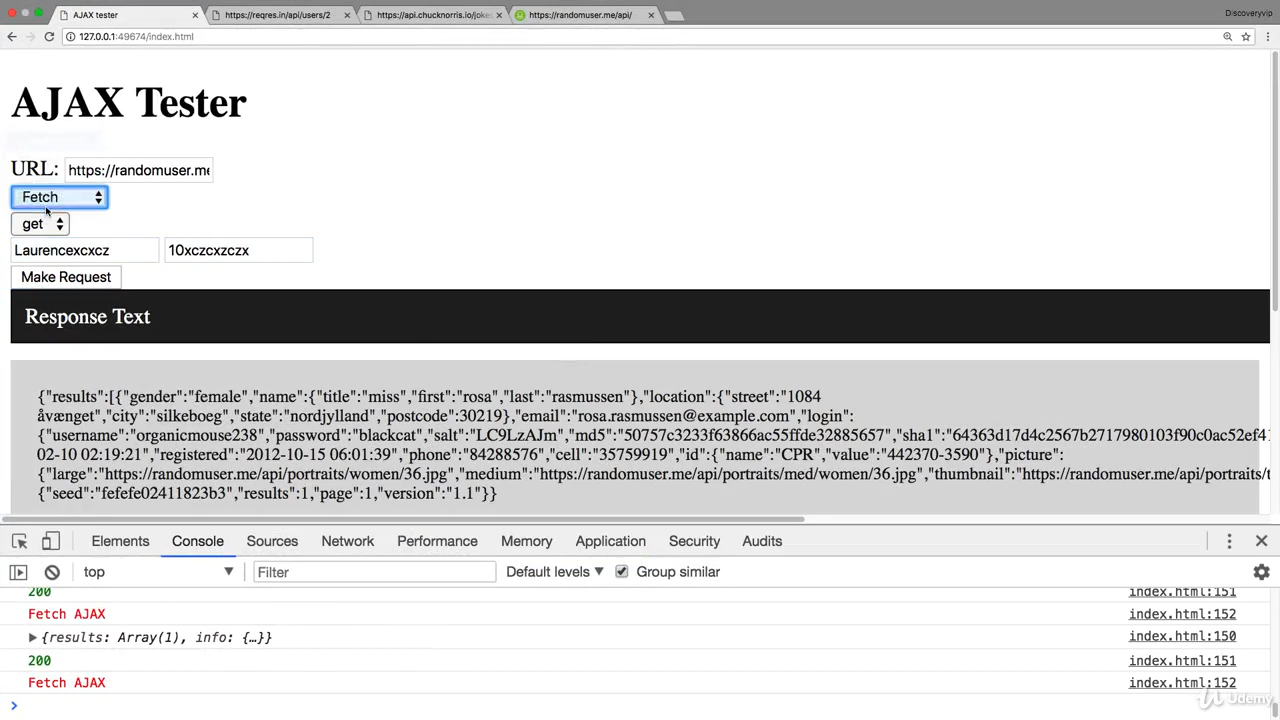 AJAX tester
https://reqres.in/api/users/2
https://api.chucknorris.io/joke
https://randomuser.me/api/
Discoveryvip
127.0.0.1:49674/index.html
AJAX Tester
URL: https://randomuser.me
Fetch
get
Laurencexcxcz 10xczcxzczx
Make Request
Response Text
{"results":[{"gender":"female","name":{"title":"miss","first":"rosa","last":"rasmussen"},"location":{"street":"1084
åvænget","city":"silkeboeg","state":"nordjylland","postcode":30219},"email":"rosa.rasmussen@example.com","login":
{"username":"organicmouse238","password":"blackcat","salt":"LC9LzAJm","md5":"50757c3233f63866ac55ffde32885657","sha1":"64363d17d4c2567b2717980103f90c0ac52ef41
02-10 02:19:21","registered":"2012-10-15 06:01:39","phone":"84288576","cell":"35759919","id":{"name":"CPR","value":"442370-3590"},"picture":
{"large":"https://randomuser.me/api/portraits/women/36.jpg","medium":"https://randomuser.me/api/portraits/med/women/36.jpg","thumbnail":"https://randomuser.me/api/portraits/t
{"seed":"fefefe02411823b3","results":1,"page":1,"version":"1.1"}}
Elements Console Sources Network Performance Memory Application Security Audits
top Filter Default levels Group similar
200 index.html:151
Fetch AJAX index.html:152
{results: Array(1), info: {…}} index.html:150
200 index.html:151
Fetch AJAX index.html:152
Udemy